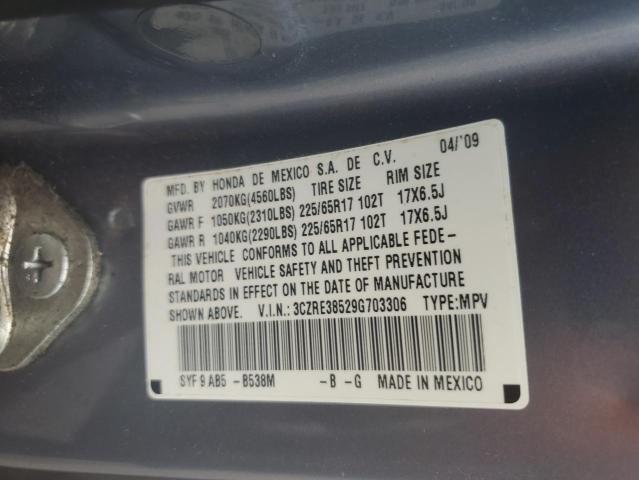 MFD. BY HONDA DE MEXICO S.A. DE C.V. 04/'09
GVWR 2070KG(4560LBS) TIRE SIZE RIM SIZE
GAWR F 1050KG(2310LBS) 225/65R17 102T 17X6.5J
GAWR R 1040KG(2290LBS) 225/65R17 102T 17X6.5J
THIS VEHICLE CONFORMS TO ALL APPLICABLE FEDE-
RAL MOTOR VEHICLE SAFETY AND THEFT PREVENTION
STANDARDS IN EFFECT ON THE DATE OF MANUFACTURE
SHOWN ABOVE. V.I.N.: 3CZRE38529G703306 TYPE:MPV
SYF 9 AB5 -B538M -B -G MADE IN MEXICO